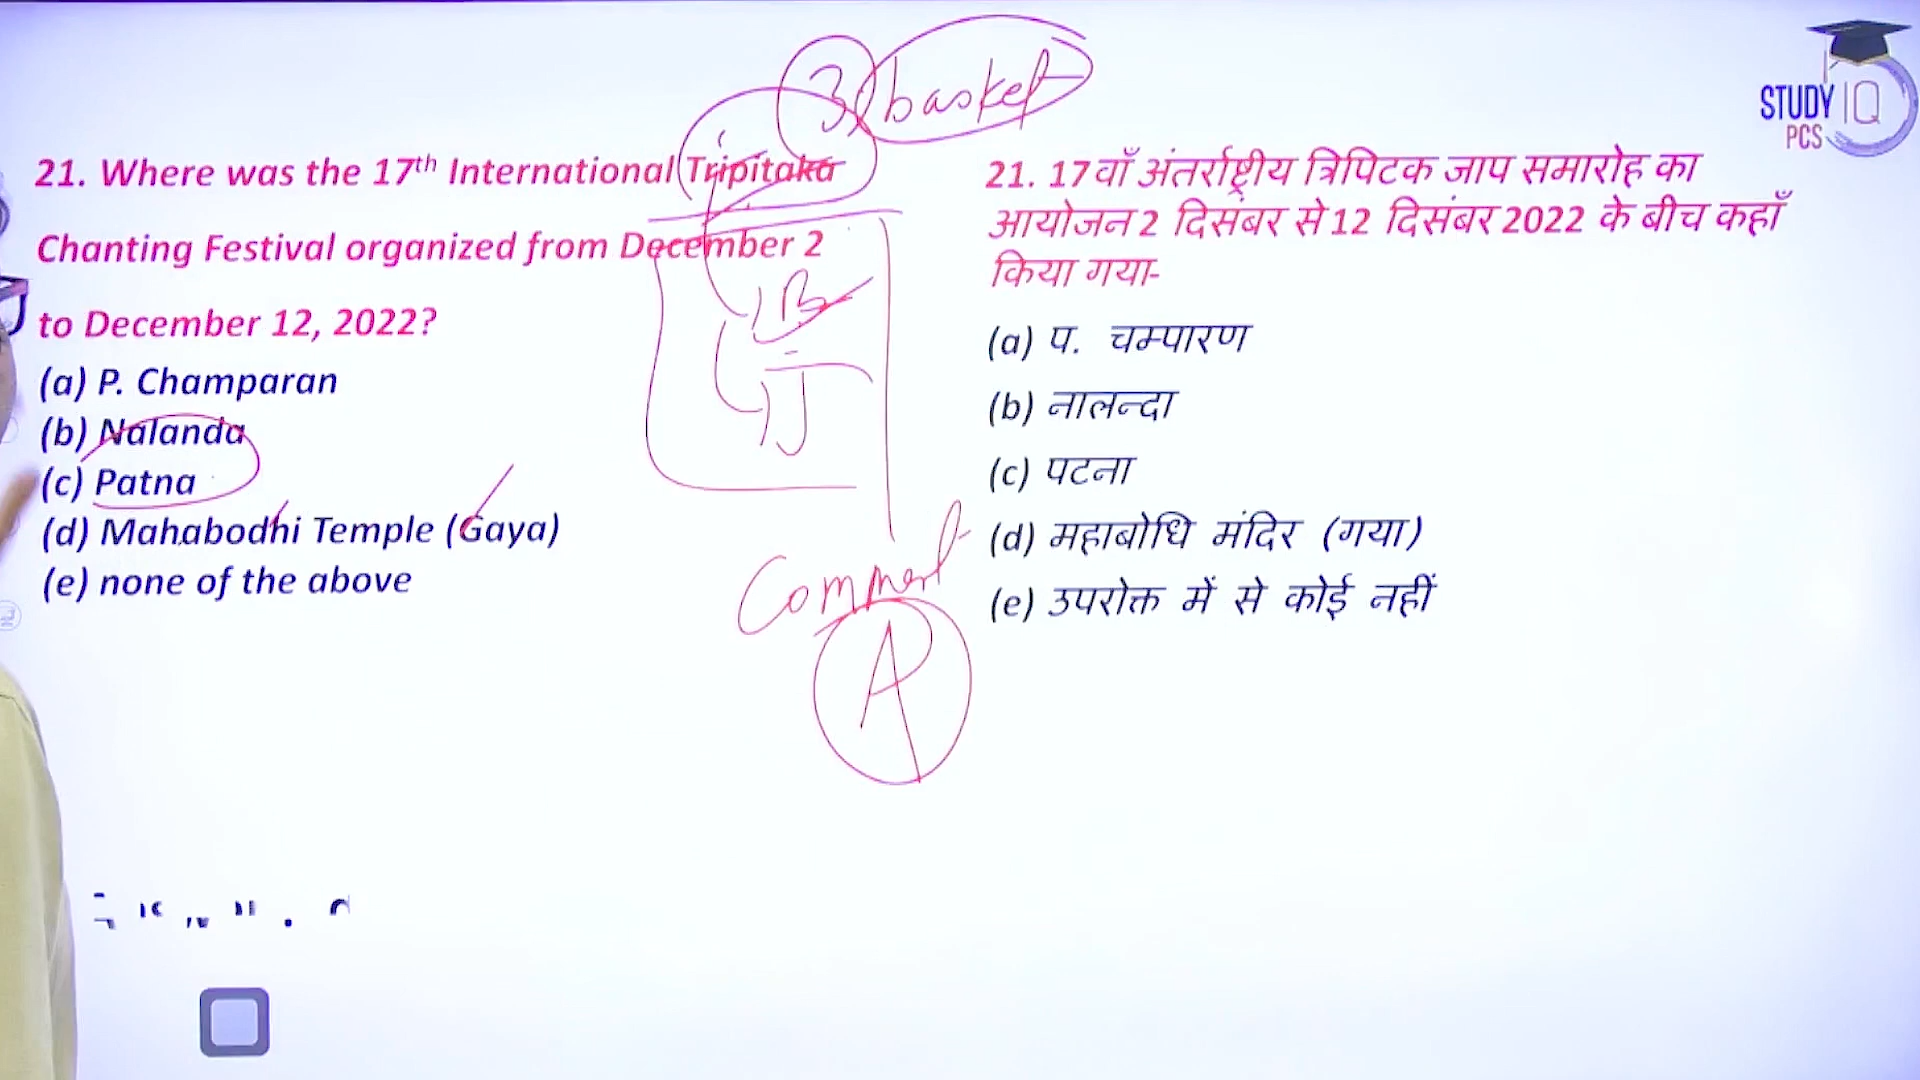 3 basket
STUDY IQ
PCS
21. Where was the 17th International Tripitaka
Chanting Festival organized from December 2
to December 12, 2022?
(a) P. Champaran
(b) Nalanda
(c) Patna
(d) Mahabodhi Temple (Gaya)
(e) none of the above
B
J
Comment
A
21. 17वाँ अंतर्राष्ट्रीय त्रिपिटक जाप समारोह का
आयोजन 2 दिसंबर से 12 दिसंबर 2022 के बीच कहाँ
किया गया-
(a) प. चम्पारण
(b) नालन्दा
(c) पटना
(d) महाबोधि मंदिर (गया)
(e) उपरोक्त में से कोई नहीं